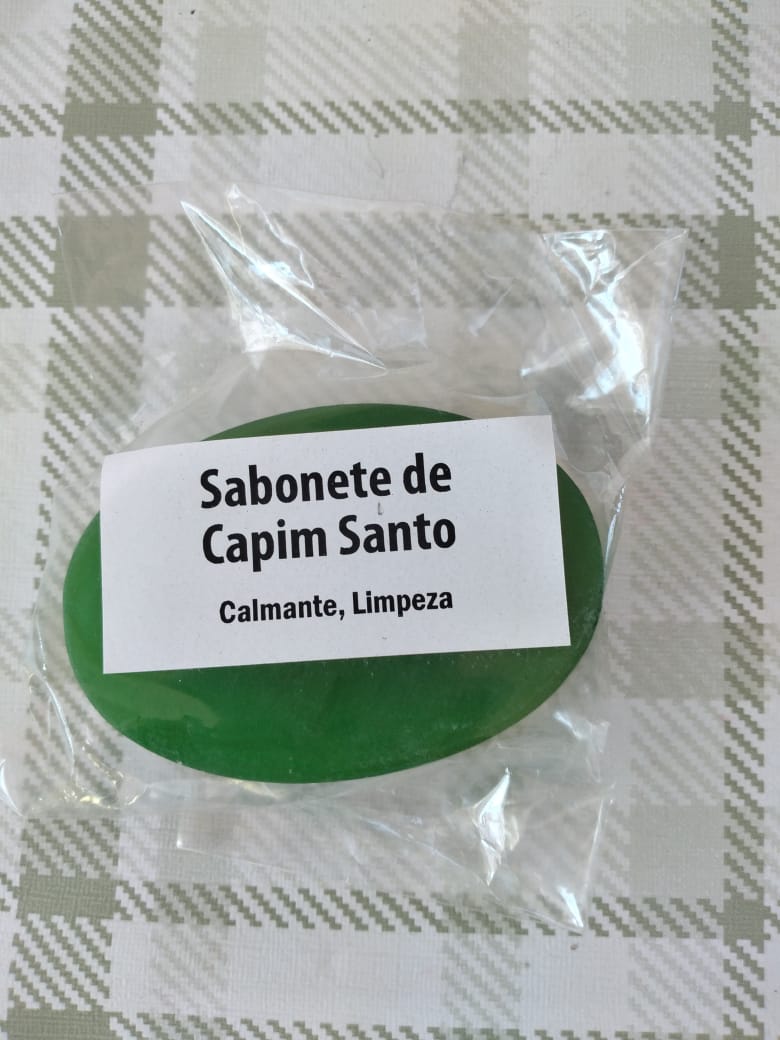 Sabonete de
Capim Santo
Calmante, Limpeza